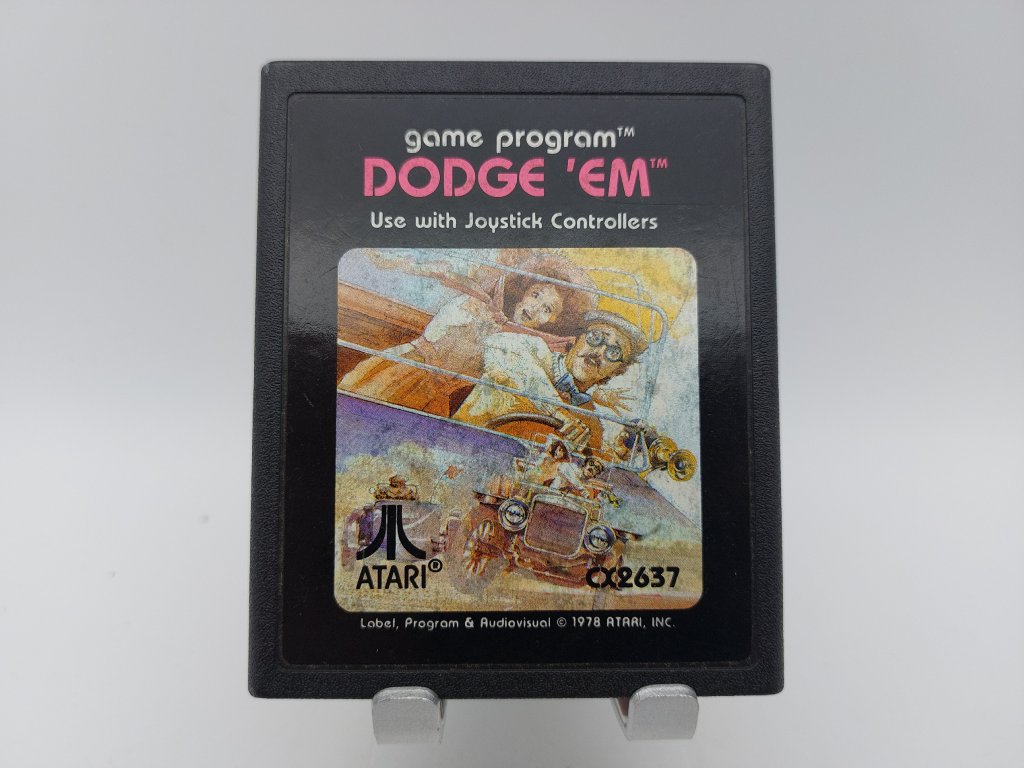 game program™
DODGE 'EM™
Use with Joystick Controllers
ATARI®
CX2637
Label, Program & Audiovisual © 1978 ATARI, INC.